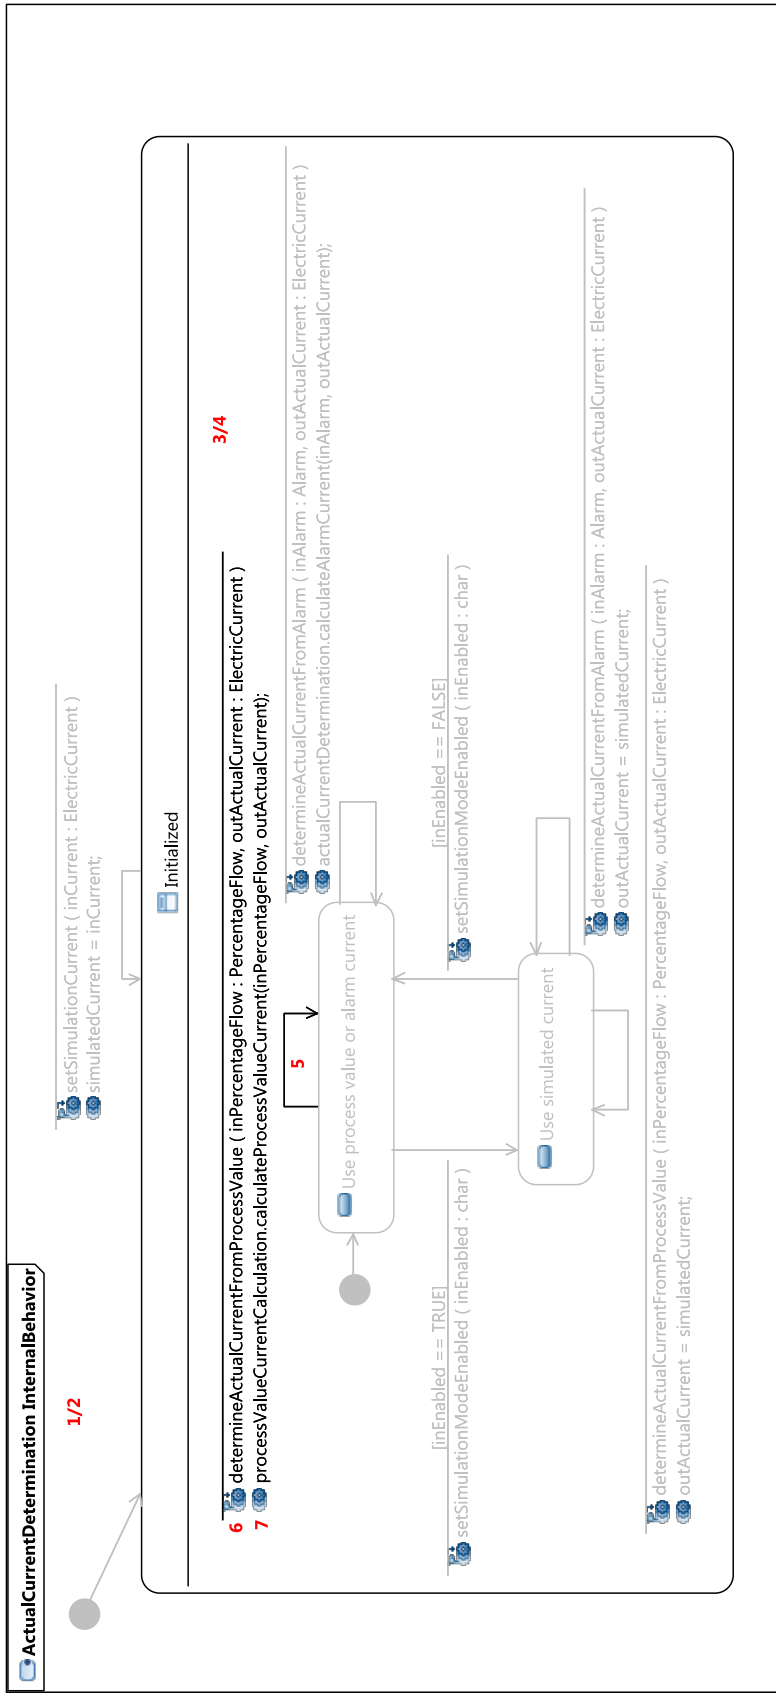 ActualCurrentDetermination InternalBehavior
1/2
setSimulationCurrent ( inCurrent : ElectricCurrent )
simulatedCurrent = inCurrent;
Initialized
3/4
6
determineActualCurrentFromProcessValue ( inPercentageFlow : PercentageFlow, outActualCurrent : ElectricCurrent )
7
processValueCurrentCalculation.calculateProcessValueCurrent(inPercentageFlow, outActualCurrent);
determineActualCurrentFromAlarm ( inAlarm : Alarm, outActualCurrent : ElectricCurrent )
actualCurrentDetermination.calculateAlarmCurrent(inAlarm, outActualCurrent);
5
Use process value or alarm current
[inEnabled == TRUE]
setSimulationModeEnabled ( inEnabled : char )
[inEnabled == FALSE]
setSimulationModeEnabled ( inEnabled : char )
Use simulated current
determineActualCurrentFromAlarm ( inAlarm : Alarm, outActualCurrent : ElectricCurrent )
outActualCurrent = simulatedCurrent;
determineActualCurrentFromProcessValue ( inPercentageFlow : PercentageFlow, outActualCurrent : ElectricCurrent )
outActualCurrent = simulatedCurrent;